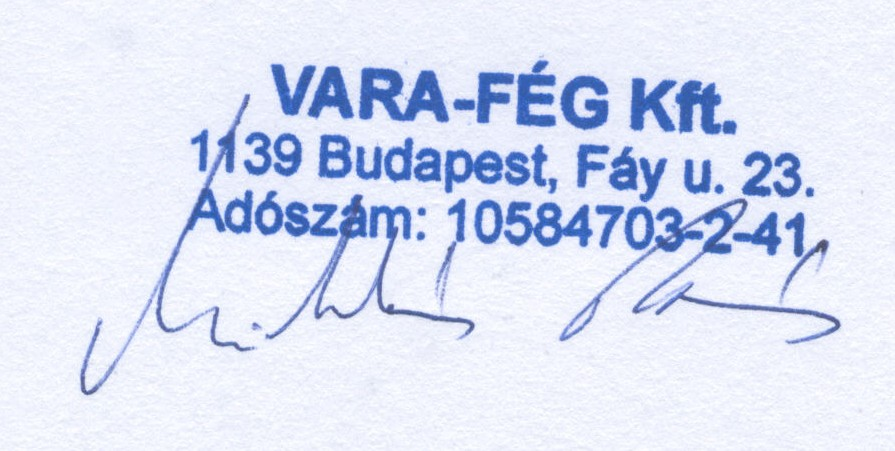 VARA-FÉG Kft.
1139 Budapest, Fáy u. 23.
Adószám: 10584703-2-41.